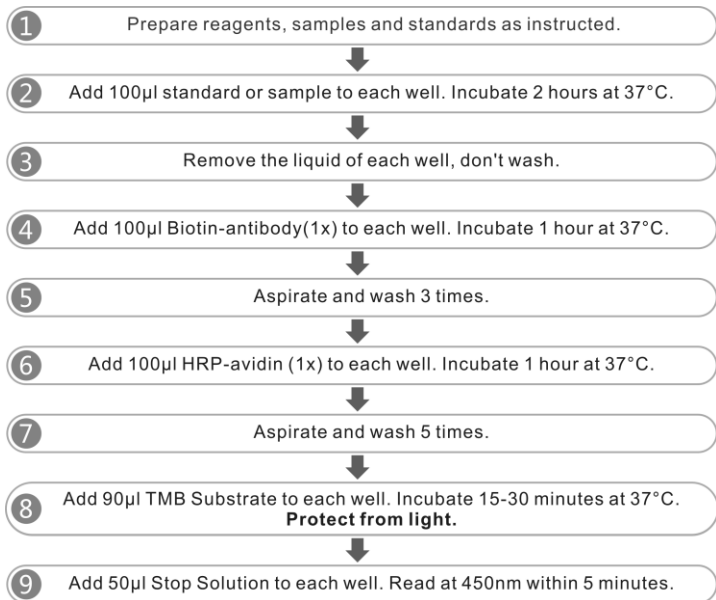 1 Prepare reagents, samples and standards as instructed.
2 Add 100µl standard or sample to each well. Incubate 2 hours at 37°C.
3 Remove the liquid of each well, don't wash.
4 Add 100µl Biotin-antibody(1x) to each well. Incubate 1 hour at 37°C.
5 Aspirate and wash 3 times.
6 Add 100µl HRP-avidin (1x) to each well. Incubate 1 hour at 37°C.
7 Aspirate and wash 5 times.
8 Add 90µl TMB Substrate to each well. Incubate 15-30 minutes at 37°C.
Protect from light.
9 Add 50µl Stop Solution to each well. Read at 450nm within 5 minutes.